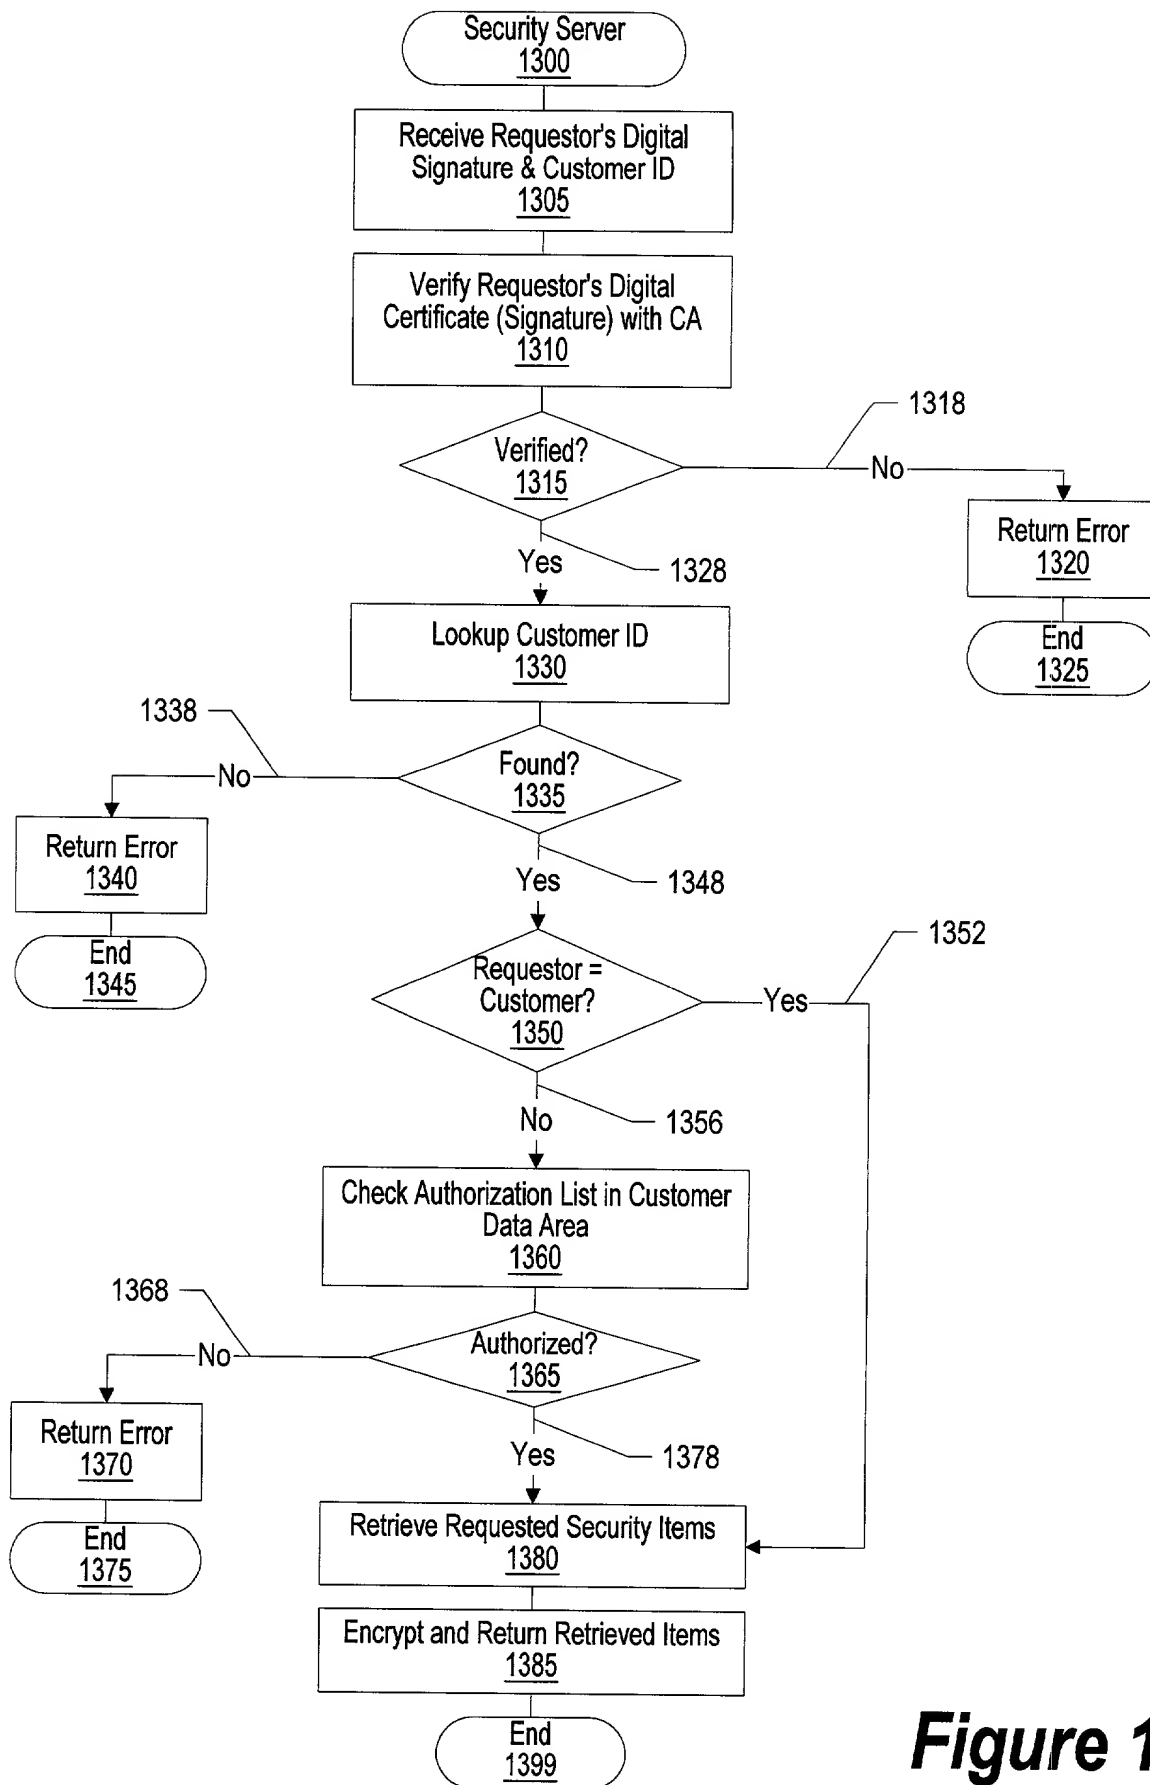 Security Server
1300
Receive Requestor's Digital
Signature & Customer ID
1305
Verify Requestor's Digital
Certificate (Signature) with CA
1310
1318
Verified?
1315
No
Return Error
1320
Yes
1328
End
1325
Lookup Customer ID
1330
1338
No
Found?
1335
Return Error
1340
Yes
1348
End
1345
1352
Requestor =
Customer?
1350
Yes
No
1356
Check Authorization List in Customer
Data Area
1360
1368
No
Authorized?
1365
Return Error
1370
Yes
1378
End
1375
Retrieve Requested Security Items
1380
Encrypt and Return Retrieved Items
1385
End
1399
Figure 1